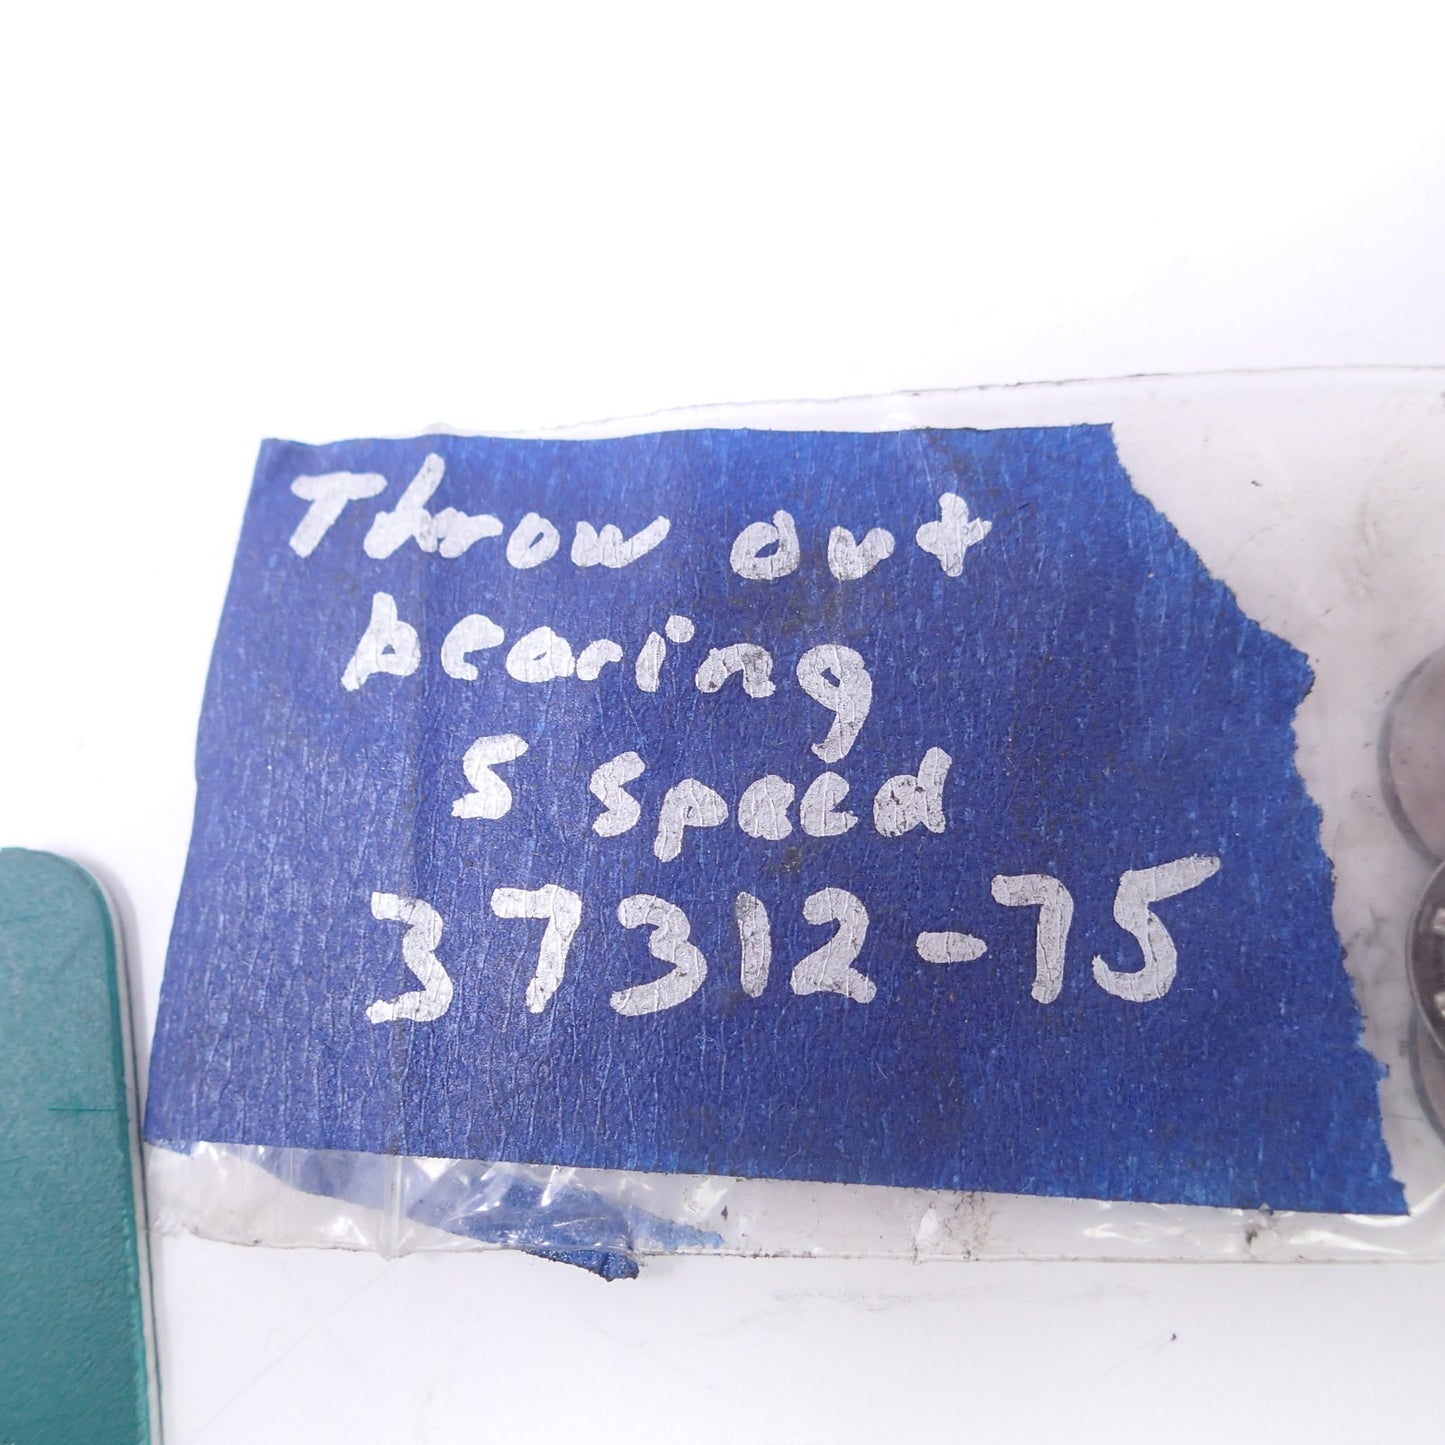 Throw out
bearing
5 speed
37312-75